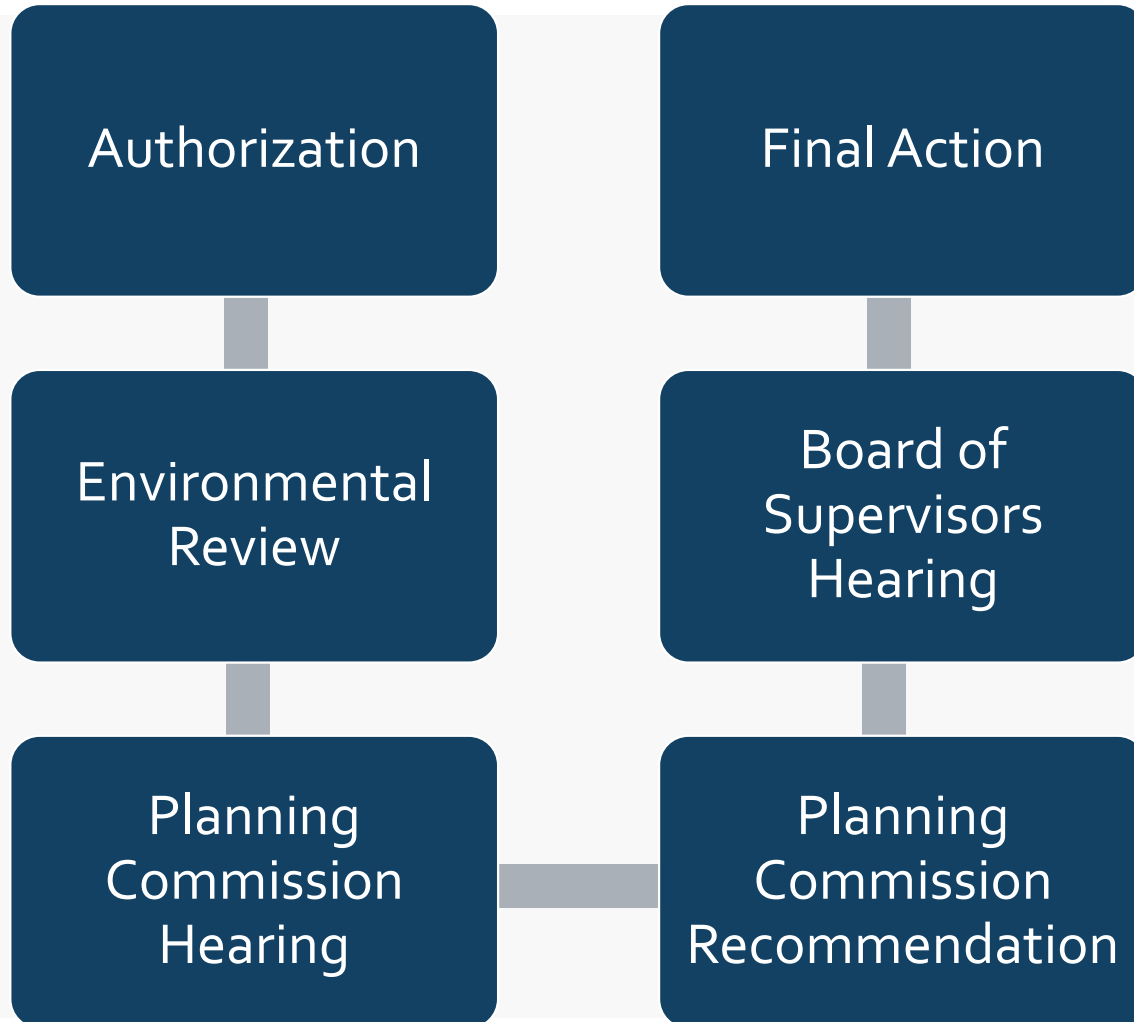 Authorization
Environmental
Review
Planning
Commission
Hearing
Planning
Commission
Recommendation
Board of
Supervisors
Hearing
Final Action